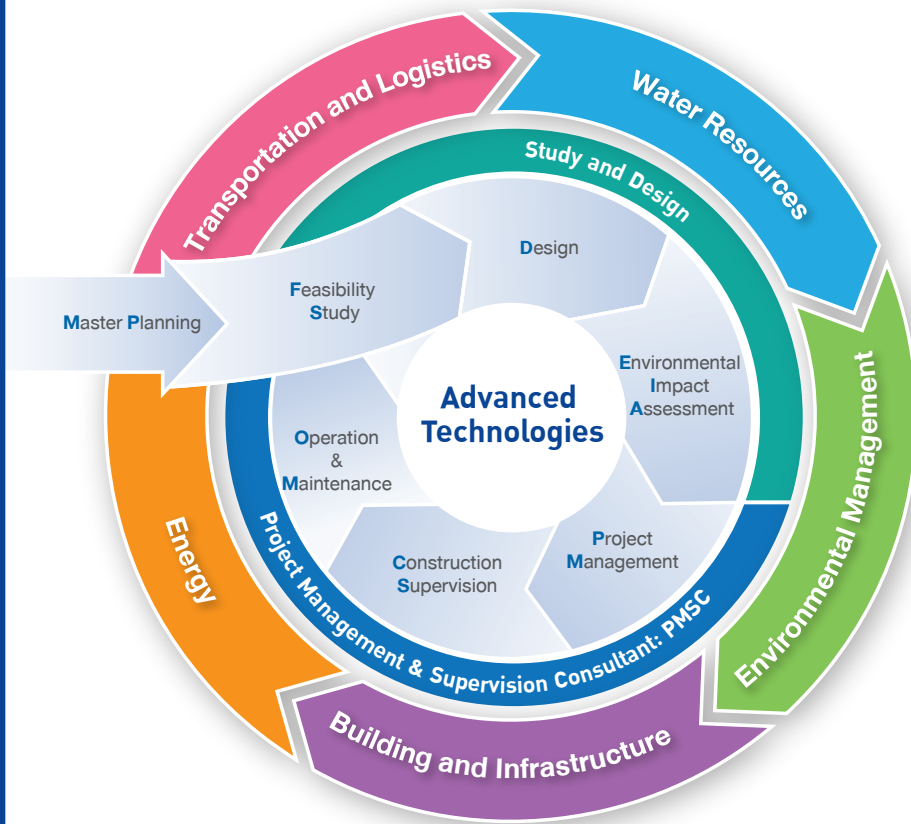 Transportation and Logistics
Water Resources
Study and Design
Design
Feasibility
Study
Master Planning
Environmental
Impact
Assessment
Advanced
Technologies
Operation
&
Maintenance
Environmental Management
Project
Management
Construction
Supervision
Energy
Project Management & Supervision Consultant: PMSC
Building and Infrastructure